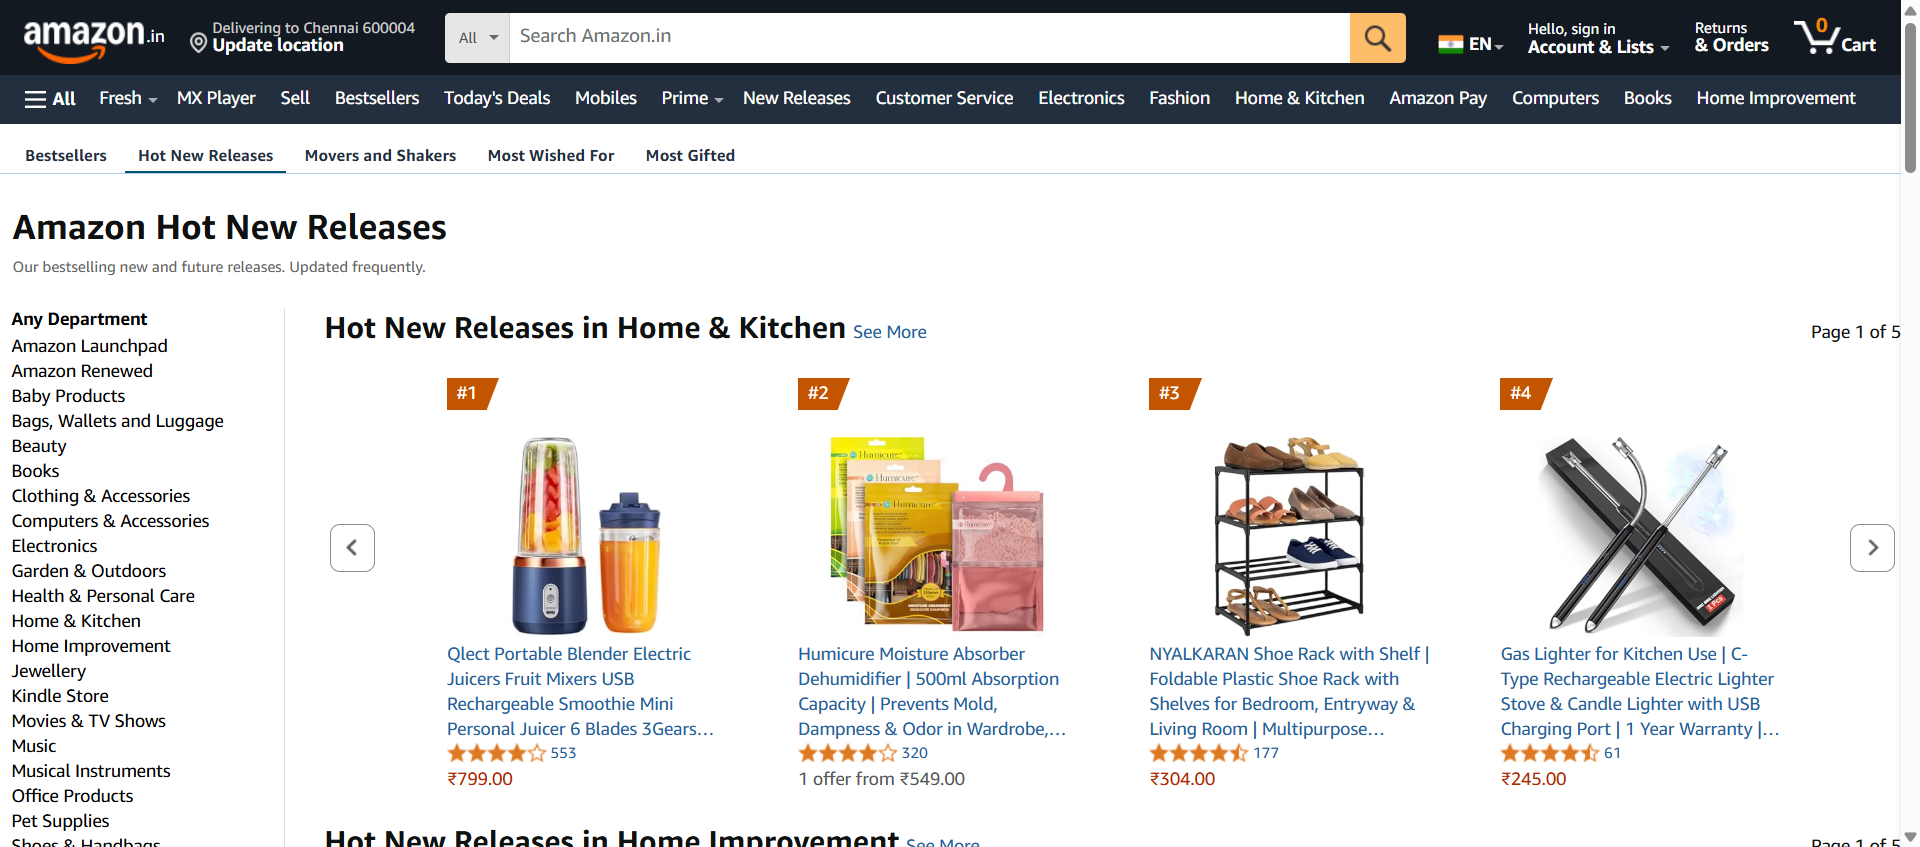 amazon.in
Delivering to Chennai 600004
Update location
All
Search Amazon.in
EN
Hello, sign in
Account & Lists
Returns
& Orders
0
Cart
All
Fresh
MX Player
Sell
Bestsellers
Today's Deals
Mobiles
Prime
New Releases
Customer Service
Electronics
Fashion
Home & Kitchen
Amazon Pay
Computers
Books
Home Improvement
Bestsellers
Hot New Releases
Movers and Shakers
Most Wished For
Most Gifted
Amazon Hot New Releases
Our bestselling new and future releases. Updated frequently.
Any Department
Amazon Launchpad
Amazon Renewed
Baby Products
Bags, Wallets and Luggage
Beauty
Books
Clothing & Accessories
Computers & Accessories
Electronics
Garden & Outdoors
Health & Personal Care
Home & Kitchen
Home Improvement
Jewellery
Kindle Store
Movies & TV Shows
Music
Musical Instruments
Office Products
Pet Supplies
Shoes & Handbags
Hot New Releases in Home & Kitchen See More
Page 1 of 5
#1
Qlect Portable Blender Electric
Juicers Fruit Mixers USB
Rechargeable Smoothie Mini
Personal Juicer 6 Blades 3Gears…
553
₹799.00
#2
Humicure
Humicure
Humicure
Humicure
Humicure Moisture Absorber
Dehumidifier | 500ml Absorption
Capacity | Prevents Mold,
Dampness & Odor in Wardrobe,…
320
1 offer from ₹549.00
#3
NYALKARAN Shoe Rack with Shelf |
Foldable Plastic Shoe Rack with
Shelves for Bedroom, Entryway &
Living Room | Multipurpose…
177
₹304.00
#4
1 Pcs
Gas Lighter for Kitchen Use | C-
Type Rechargeable Electric Lighter
Stove & Candle Lighter with USB
Charging Port | 1 Year Warranty |…
61
₹245.00
Hot New Releases in Home Improvement See More
Page 1 of 5